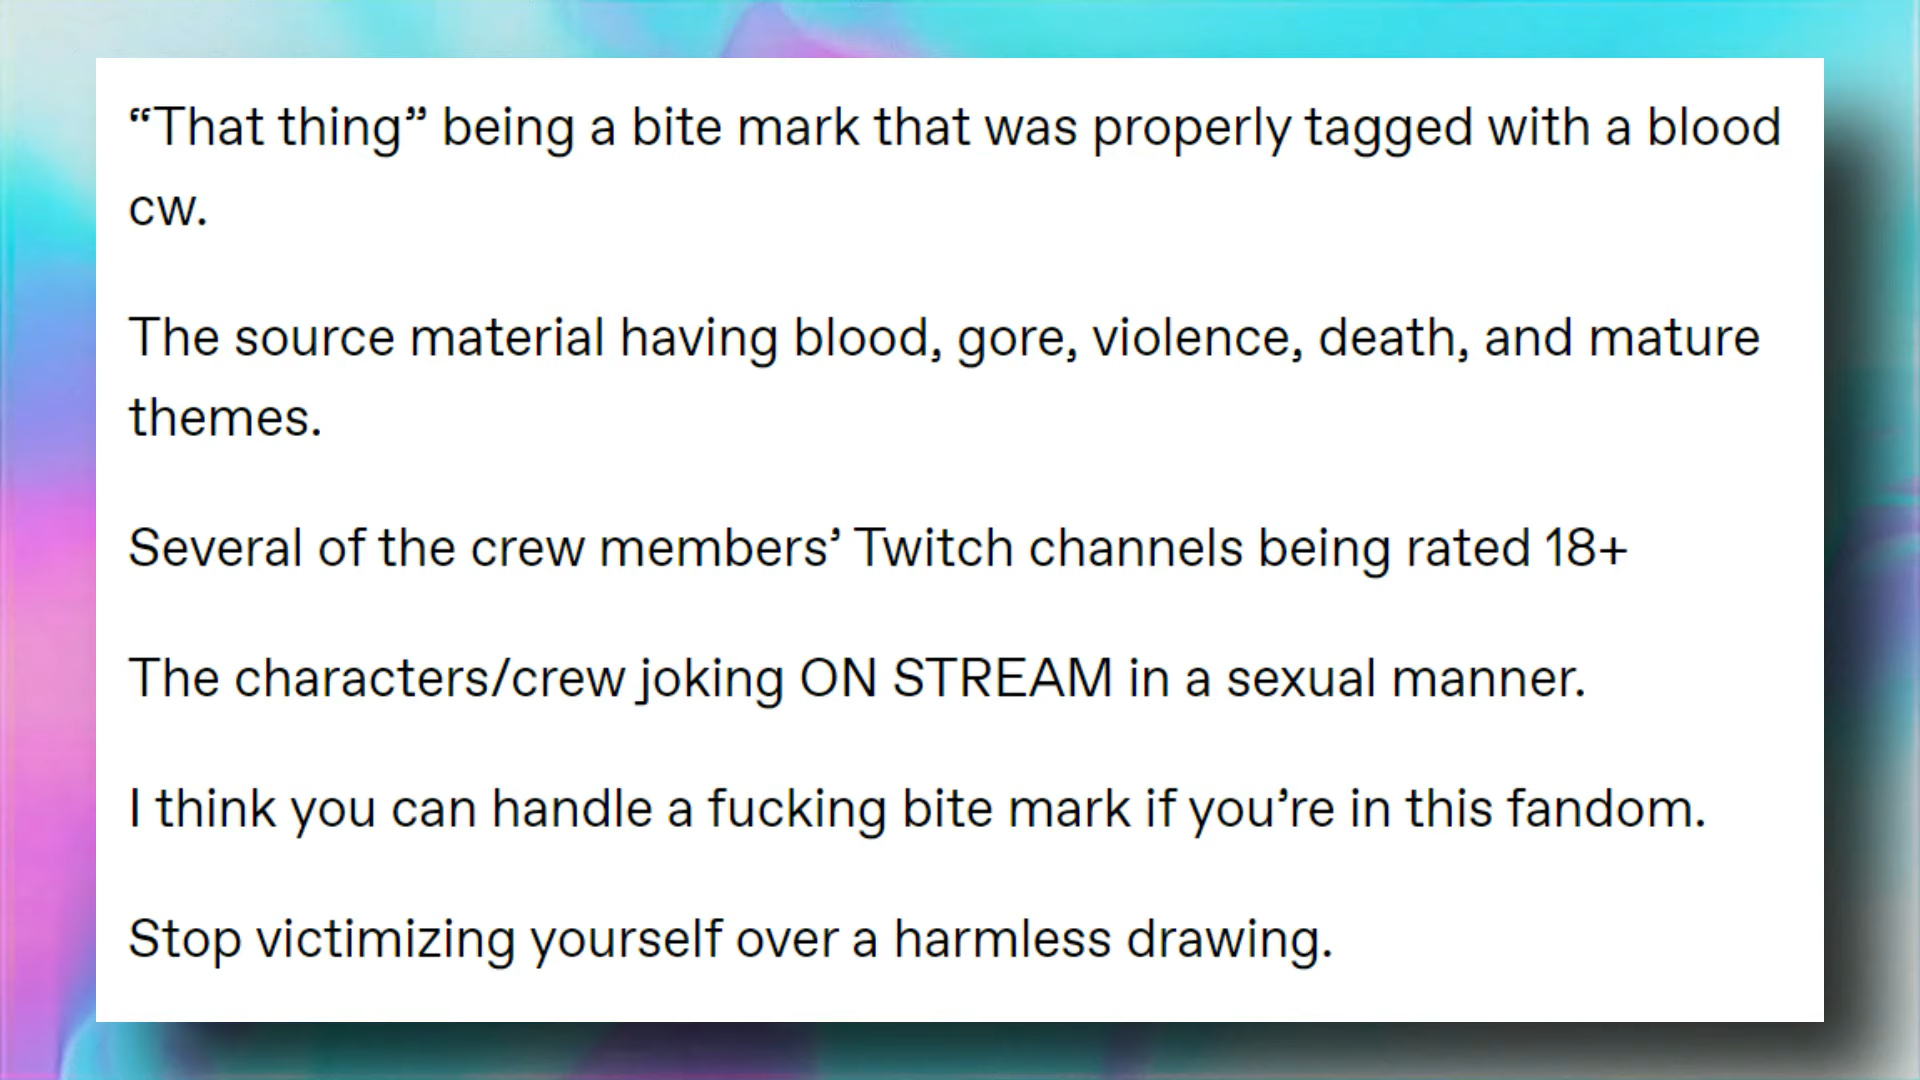 “That thing” being a bite mark that was properly tagged with a blood
cw.
The source material having blood, gore, violence, death, and mature
themes.
Several of the crew members’ Twitch channels being rated 18+
The characters/crew joking ON STREAM in a sexual manner.
I think you can handle a fucking bite mark if you’re in this fandom.
Stop victimizing yourself over a harmless drawing.